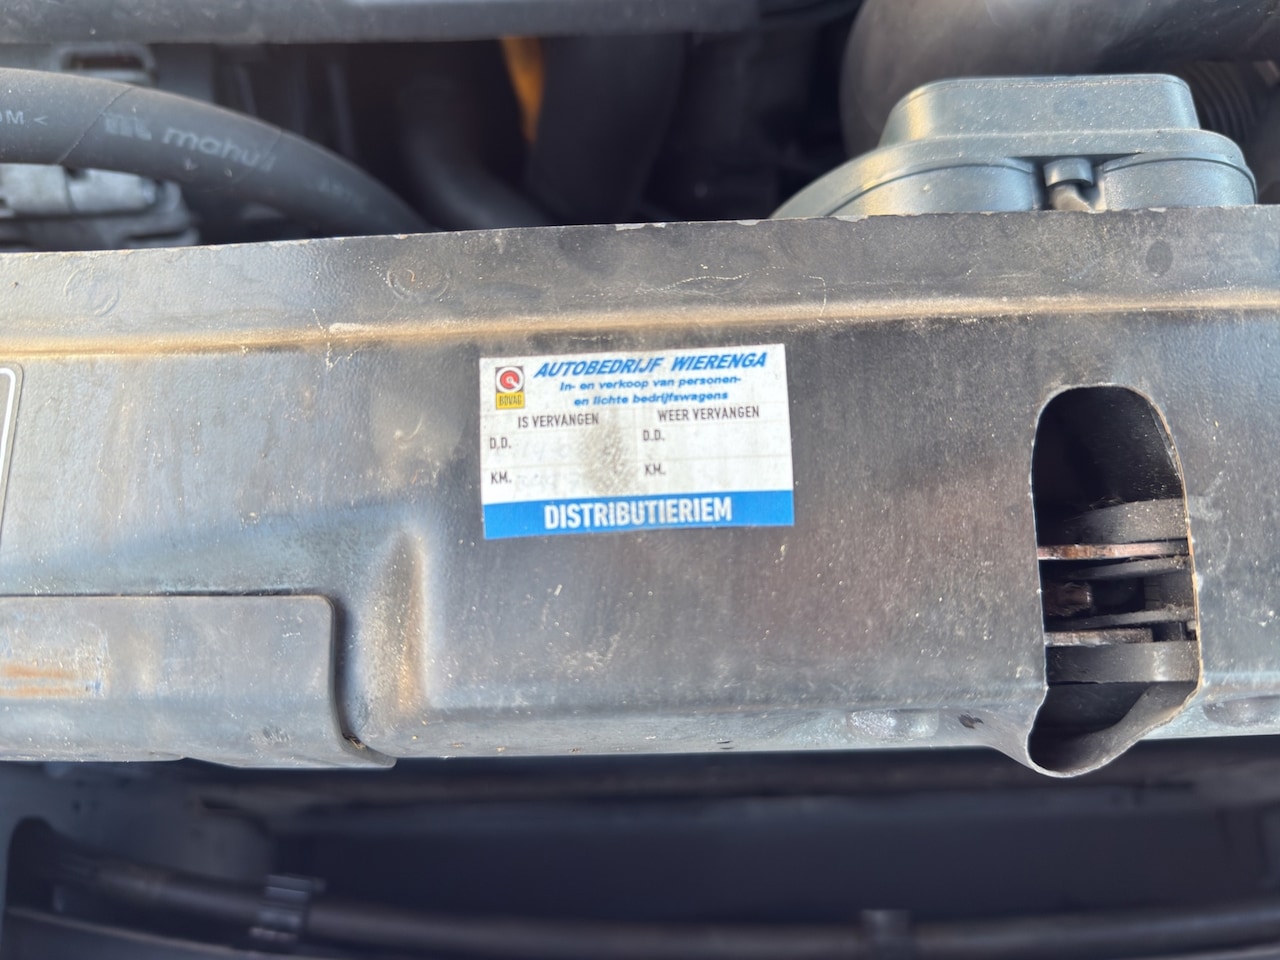 mahle
AUTOBEDRIJF WIERENGA
In- en verkoop van personen-
en lichte bedrijfswagens
BOVAG
IS VERVANGEN
WEER VERVANGEN
D.D.
D.D.
KM.
KM.
DISTRIBUTIERIEM